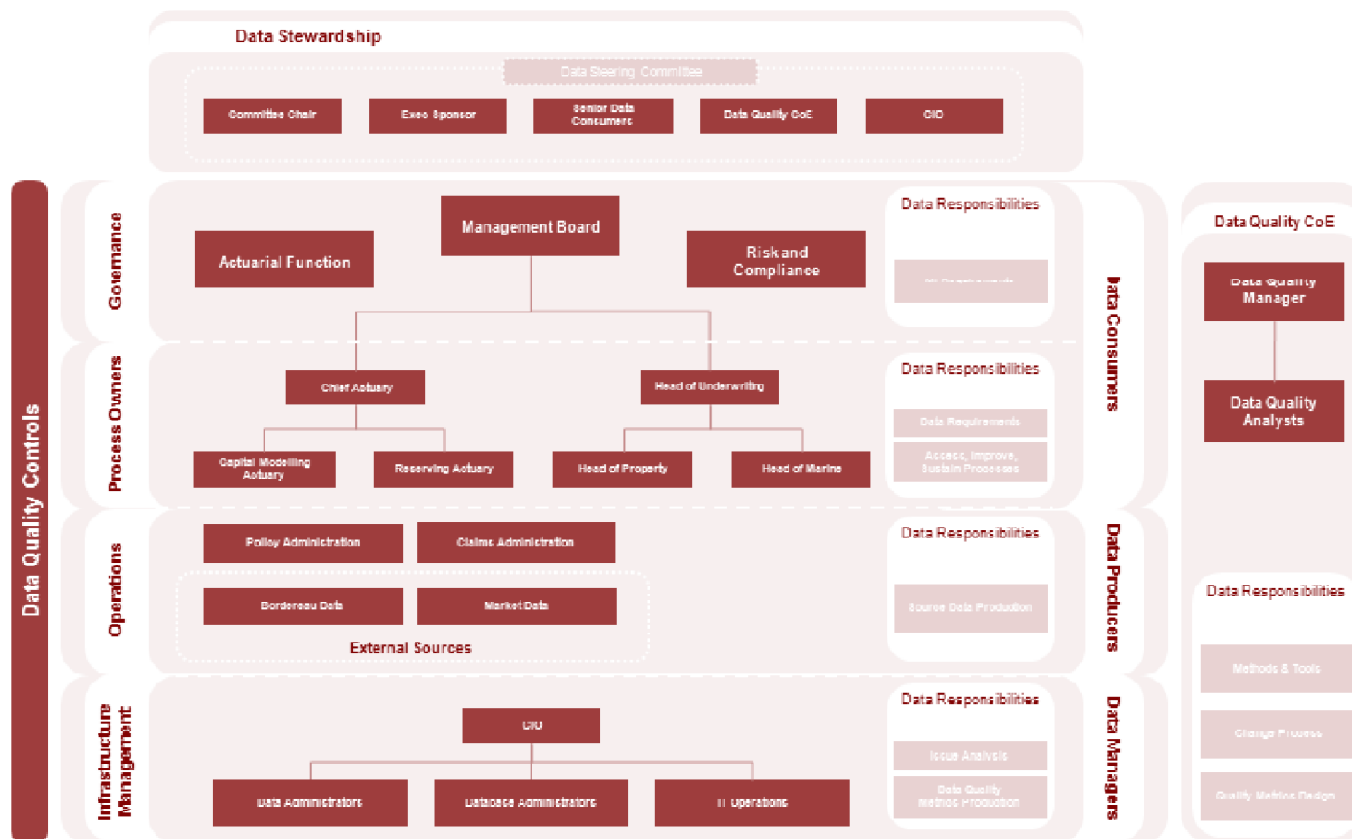 Data Stewardship
Data Steering Committee
Committee Chair
Exec Sponsor
Senior Data
Consumers
Data Quality CoE
CIO
Data Quality Controls
Governance
Management Board
Actuarial Function
Risk and
Compliance
Data Responsibilities
Data Consumers
Data Quality CoE
Data Quality
Manager
Data Quality
Analysts
Process Owners
Chief Actuary
Head of Underwriting
Capital Modelling
Actuary
Reserving Actuary
Head of Property
Head of Marine
Data Responsibilities
Data Requirements
Access, Improve,
Sustain Processes
Operations
Policy Administration
Claims Administration
Bordereau Data
Market Data
External Sources
Data Responsibilities
Source Data Production
Data Producers
Data Responsibilities
Methods & Tools
Change Process
Quality Metrics Design
Infrastructure
Management
CIO
Data Administrators
Database Administrators
IT Operations
Data Responsibilities
Issue Analysis
Data Quality
Metrics Production
Data Managers